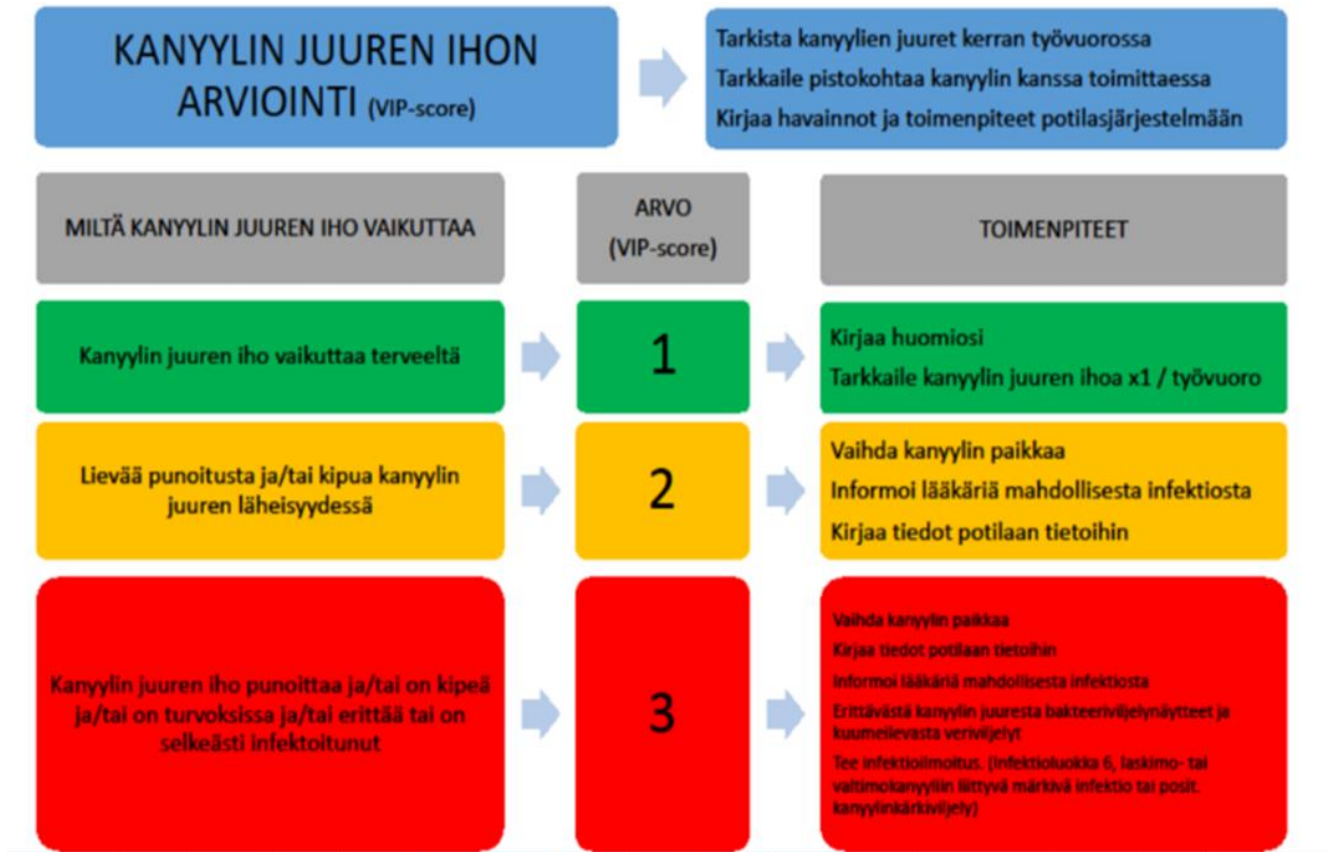 KANYYLIN JUUREN IHON
ARVIOINTI (VIP-score)
Tarkista kanyylien juuret kerran työvuorossa
Tarkkaile pistokohtaa kanyylin kanssa toimittaessa
Kirjaa havainnot ja toimenpiteet potilasjärjestelmään
MILTÄ KANYYLIN JUUREN IHO VAIKUTTAA
ARVO
(VIP-score)
TOIMENPITEET
Kanyylin juuren iho vaikuttaa terveeltä
1
Kirjaa huomiosi
Tarkkaile kanyylin juuren ihoa x1 / työvuoro
Lievää punoitusta ja/tai kipua kanyylin
juuren läheisyydessä
2
Vaihda kanyylin paikkaa
Informoi lääkäriä mahdollisesta infektiosta
Kirjaa tiedot potilaan tietoihin
Kanyylin juuren iho punoittaa ja/tai on kipeä
ja/tai on turvoksissa ja/tai erittää tai on
selkeästi infektoitunut
3
Vaihda kanyylin paikkaa
Kirjaa tiedot potilaan tietoihin
Informoi lääkäriä mahdollisesta infektiosta
Erittävästä kanyylin juuresta bakteeriviljelynäytteet ja
kuumeilevasta veriviljelyt
Tee infektioilmoitus. (Infektioluokka 6, laskimo- tai
valtimokanyyliin liittyvä märkivä infektio tai posit.
kanyylinkärkiviljely)